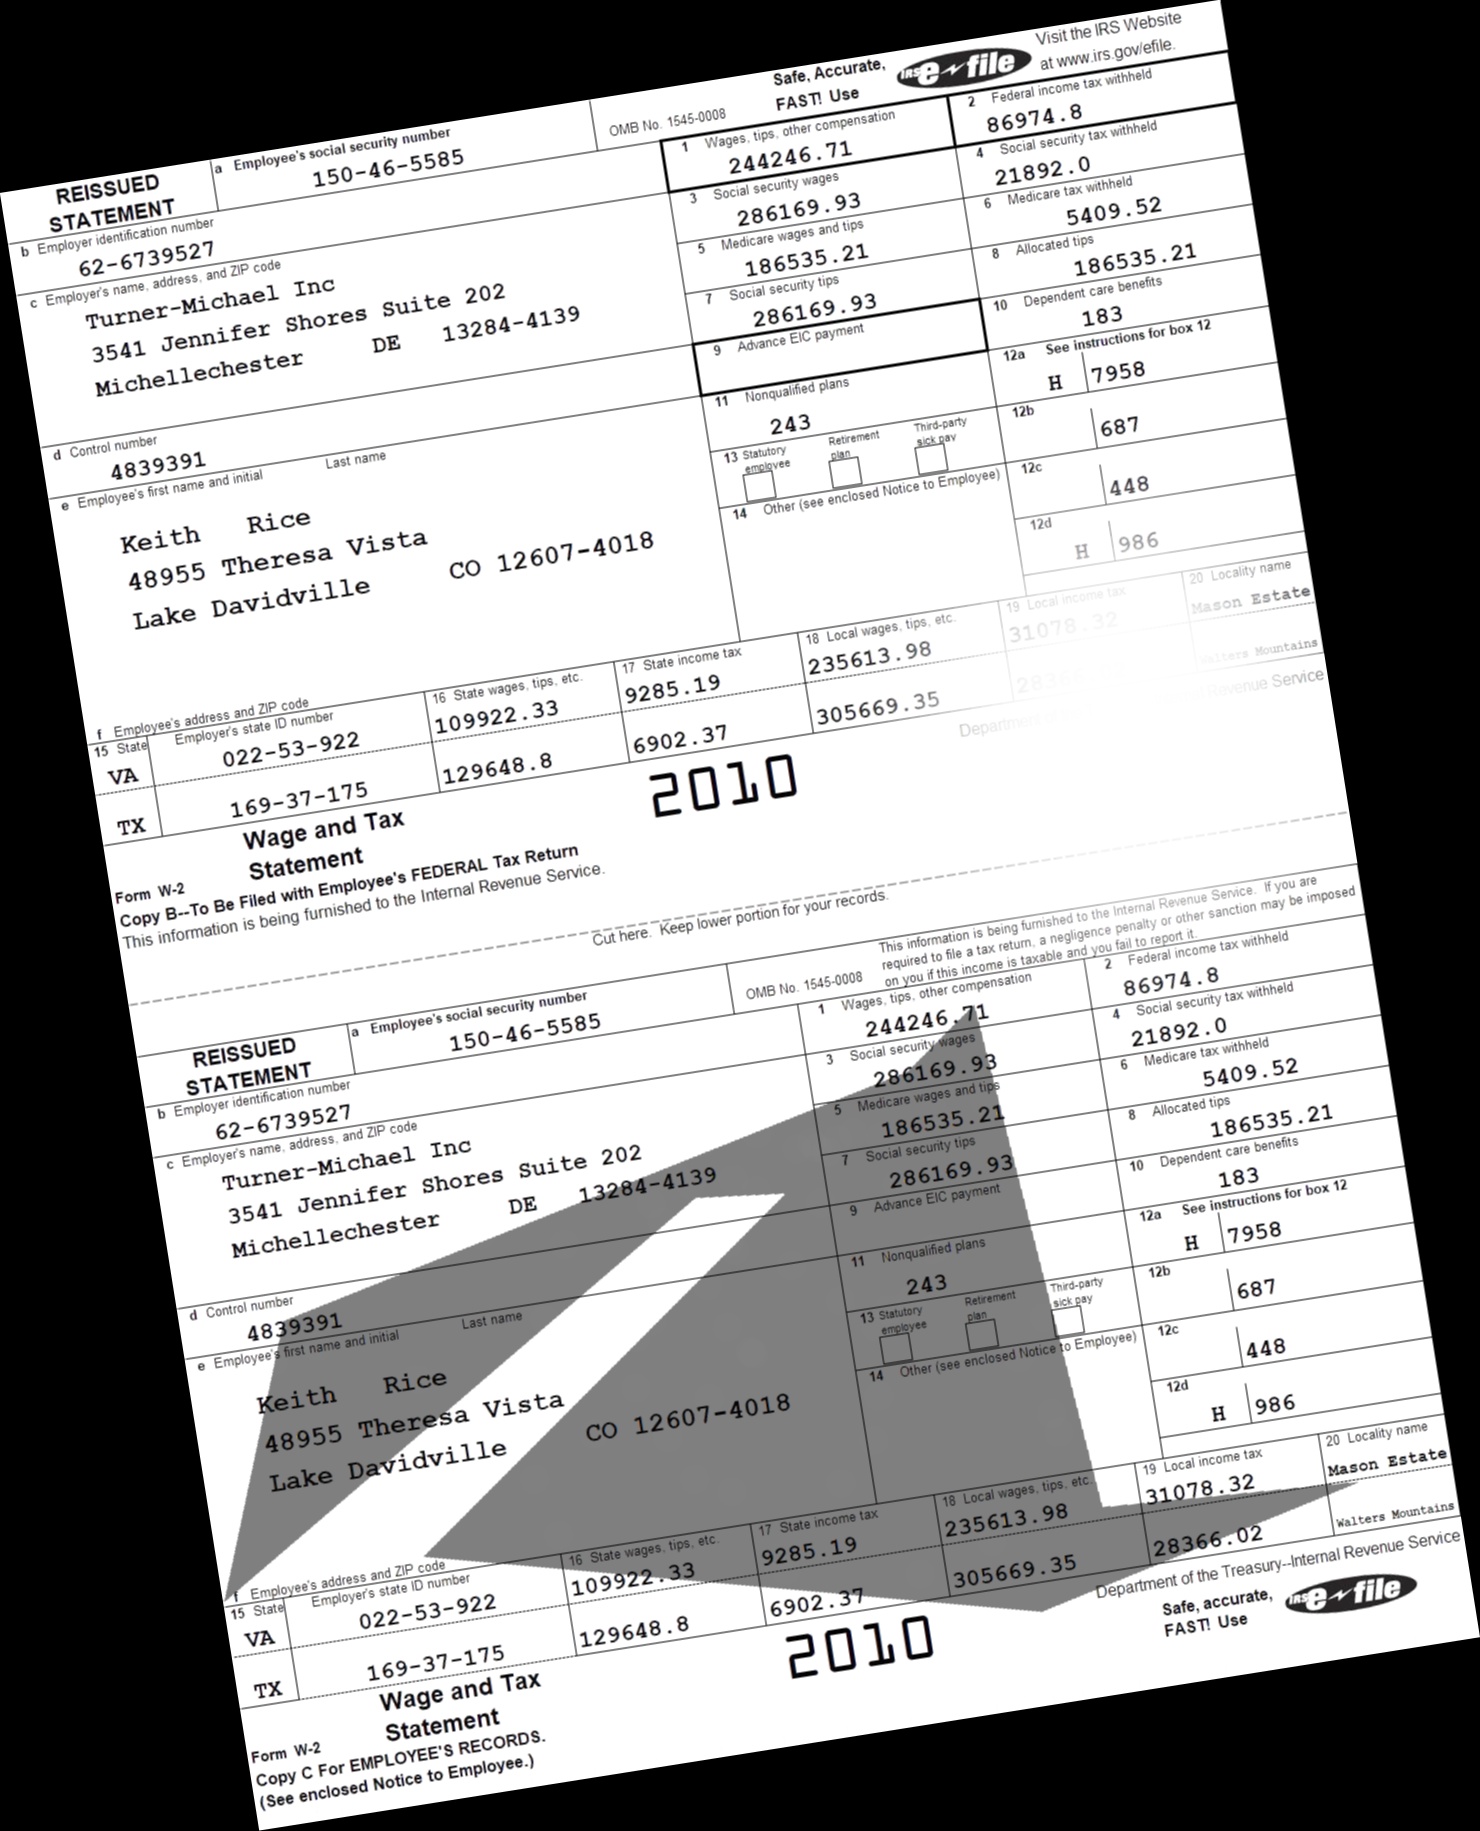 Visit the IRS Website
Safe, Accurate, IRS e-file at www.irs.gov/efile.
FAST! Use
REISSUED
STATEMENT
a Employee's social security number
150-46-5585
OMB No. 1545-0008
1 Wages, tips, other compensation
244246.71
2 Federal income tax withheld
86974.8
3 Social security wages
286169.93
4 Social security tax withheld
21892.0
b Employer identification number
62-6739527
5 Medicare wages and tips
186535.21
6 Medicare tax withheld
5409.52
c Employer's name, address, and ZIP code
Turner-Michael Inc
3541 Jennifer Shores Suite 202
Michellechester DE 13284-4139
7 Social security tips
286169.93
8 Allocated tips
186535.21
9 Advance EIC payment
10 Dependent care benefits
183
11 Nonqualified plans
243
12a See instructions for box 12
H 7958
d Control number
4839391
13 Statutory employee
Retirement plan
Third-party sick pay
12b
687
e Employee's first name and initial Last name
Keith Rice
48955 Theresa Vista
Lake Davidville CO 12607-4018
14 Other (see enclosed Notice to Employee)
12c
448
12d
H 986
f Employee's address and ZIP code
15 State Employer's state ID number
16 State wages, tips, etc.
17 State income tax
18 Local wages, tips, etc.
19 Local income tax
20 Locality name
VA 022-53-922 109922.33 9285.19 235613.98 31078.32 Mason Estate
TX 169-37-175 129648.8 6902.37 305669.35 Mountains
Form W-2
Wage and Tax
Statement
2010
Department Revenue Service
Copy B--To Be Filed with Employee's FEDERAL Tax Return
This information is being furnished to the Internal Revenue Service.
Cut here. Keep lower portion for your records.
This information is being furnished to the Internal Revenue Service. If you are
required to file a tax return, a negligence penalty or other sanction may be imposed
on you if this income is taxable and you fail to report it.
REISSUED
STATEMENT
a Employee's social security number
150-46-5585
OMB No. 1545-0008
1 Wages, tips, other compensation
244246.71
2 Federal income tax withheld
86974.8
3 Social security wages
286169.93
4 Social security tax withheld
21892.0
b Employer identification number
62-6739527
5 Medicare wages and tips
186535.21
6 Medicare tax withheld
5409.52
c Employer's name, address, and ZIP code
Turner-Michael Inc
3541 Jennifer Shores Suite 202
Michellechester DE 13284-4139
7 Social security tips
286169.93
8 Allocated tips
186535.21
9 Advance EIC payment
10 Dependent care benefits
183
11 Nonqualified plans
243
12a See instructions for box 12
H 7958
d Control number
4839391
13 Statutory employee
Retirement plan
Third-party sick pay
12b
687
e Employee's first name and initial Last name
Keith Rice
48955 Theresa Vista
Lake Davidville CO 12607-4018
14 Other (see enclosed Notice to Employee)
12c
448
12d
H 986
f Employee's address and ZIP code
15 State Employer's state ID number
16 State wages, tips, etc.
17 State income tax
18 Local wages, tips, etc.
19 Local income tax
20 Locality name
VA 022-53-922 109922.33 9285.19 235613.98 31078.32 Mason Estate
TX 169-37-175 129648.8 6902.37 305669.35 28366.02 Walters Mountains
Form W-2
Wage and Tax
Statement
2010
Department of the Treasury--Internal Revenue Service
Safe, accurate,
FAST! Use IRS e-file
Copy C For EMPLOYEE'S RECORDS.
(See enclosed Notice to Employee.)